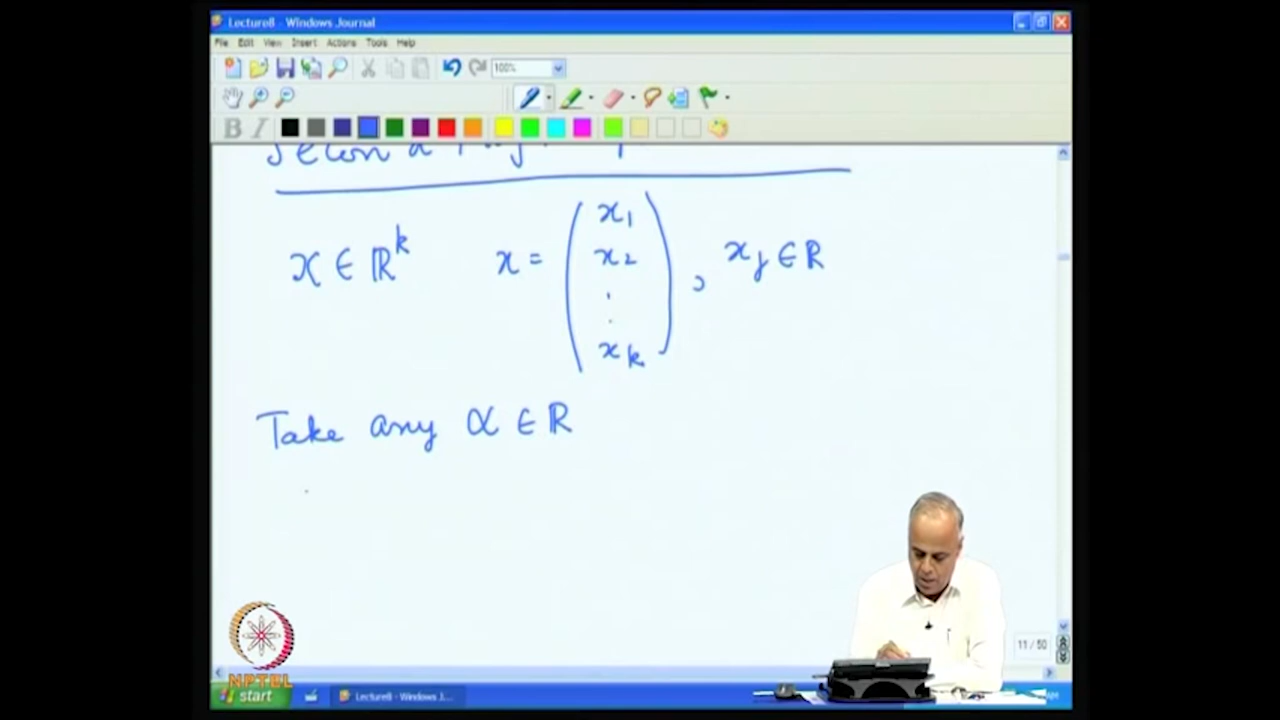 Lecture8 - Windows Journal
File Edit View Insert Actions Tools Help
100%
B I
x ∈ ℝ^k x = ( x_1 x_2 . . x_k ) , x_j ∈ ℝ
Take any α ∈ ℝ
11 / 50
NPTEL
start Lecture8 - Windows J...